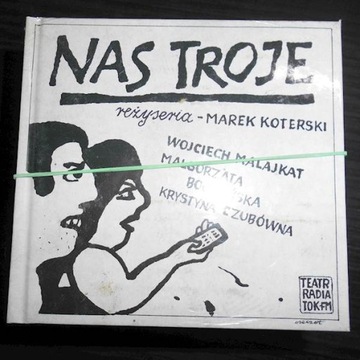 NAS TROJE
reżyseria - MAREK KOTERSKI
WOJCIECH MALAJKAT
MAŁGORZATA
KRYSTYNA CZUBÓWNA
TEATR
RADIA
TOK FM